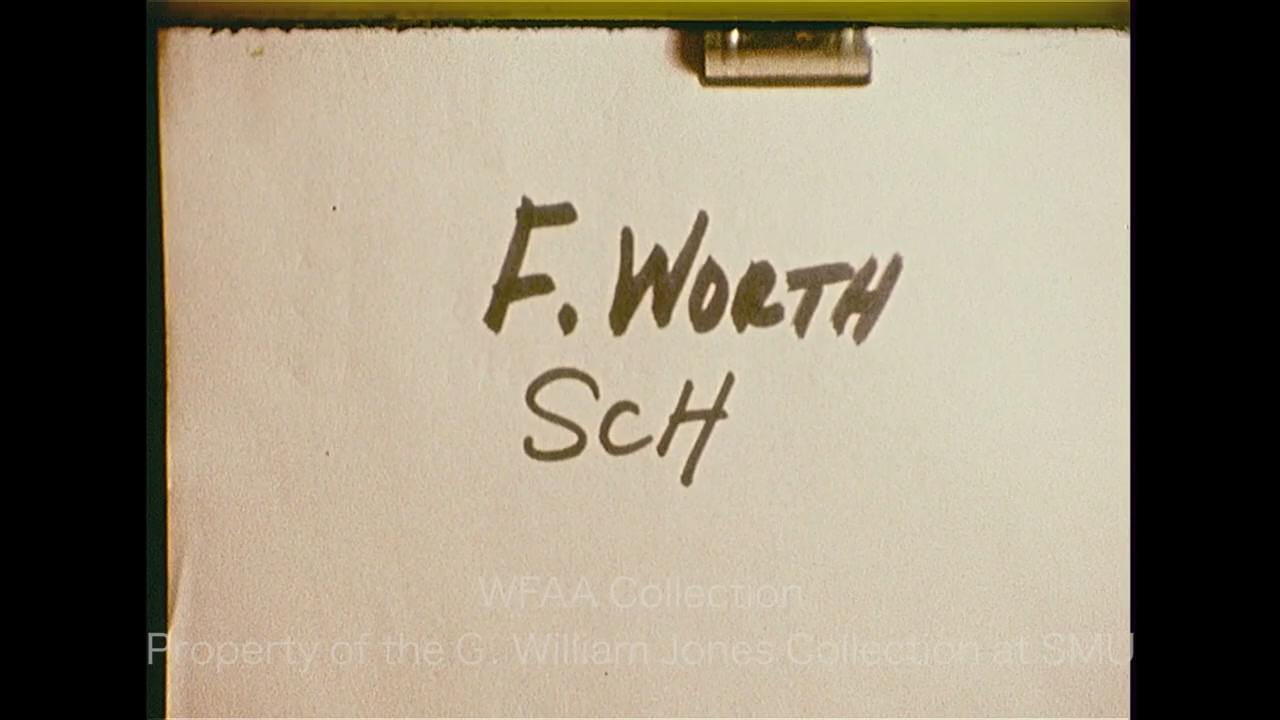 F. WORTH
SCH
WFAA Collection
Property of the G. William Jones Collection at SMU